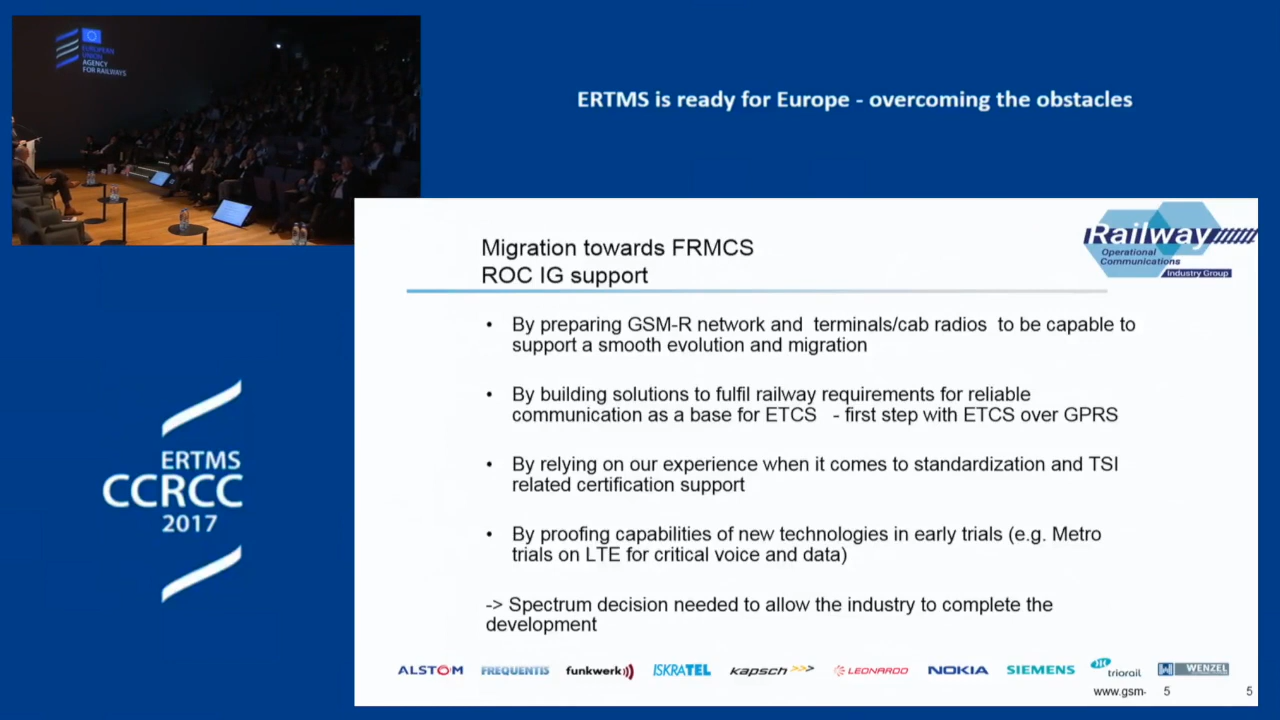 EUROPEAN
UNION
AGENCY
FOR RAILWAYS
ERTMS is ready for Europe - overcoming the obstacles
Railway
Operational
Communications
Industry Group
Migration towards FRMCS
ROC IG support
• By preparing GSM-R network and terminals/cab radios to be capable to
support a smooth evolution and migration
• By building solutions to fulfil railway requirements for reliable
communication as a base for ETCS - first step with ETCS over GPRS
• By relying on our experience when it comes to standardization and TSI
related certification support
• By proofing capabilities of new technologies in early trials (e.g. Metro
trials on LTE for critical voice and data)
-> Spectrum decision needed to allow the industry to complete the
development
ERTMS
CCRCC
2017
ALSTOM FREQUENTIS funkwerk ISKRATEL kapsch LEONARDO NOKIA SIEMENS triorail WENZEL
www.gsm- 5 5